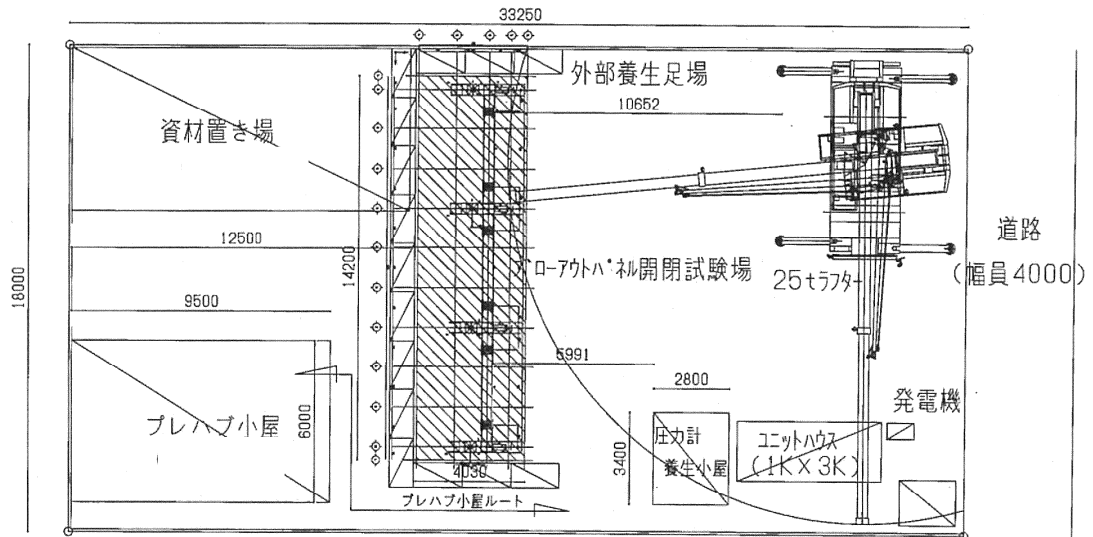 33250
外部養生足場
10652
資材置き場
道路
(幅員4000)
12500
14200
18000
ブローアウトパネル開閉試験場
25tラフター
9500
5991
2800
発電機
プレハブ小屋
6000
圧力計
養生小屋
3400
ユニットハウス
(1K×3K)
4030
プレハブ小屋ルート